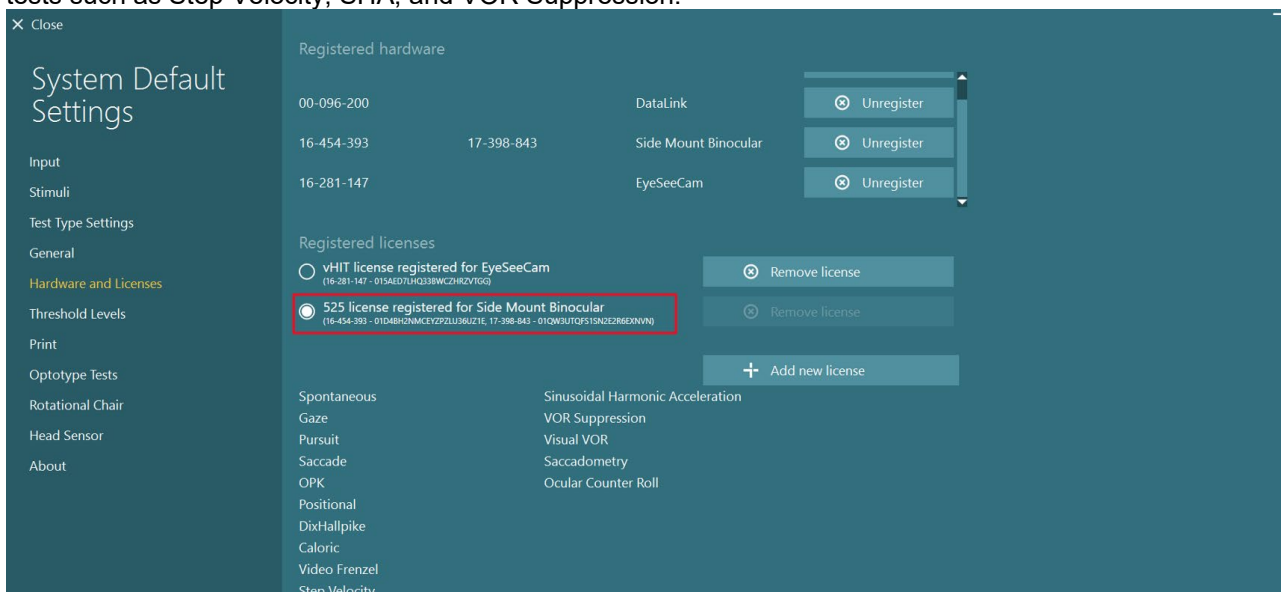 tests such as Step Velocity, SHA, and VOR Suppression.
Close
System Default
Settings
Input
Stimuli
Test Type Settings
General
Hardware and Licenses
Threshold Levels
Print
Optotype Tests
Rotational Chair
Head Sensor
About
Registered hardware
00-096-200 DataLink Unregister
16-454-393 17-398-843 Side Mount Binocular Unregister
16-281-147 EyeSeeCam Unregister
Registered licenses
vHIT license registered for EyeSeeCam Remove license
(16-281-147 - 015AED7LHQ338WCZHRZVTGG)
525 license registered for Side Mount Binocular Remove license
(16-454-393 - 01D4BH2NMCEYZPZLU36UZ1E, 17-398-843 - 01QW3UTQFS1SN2E2R6EXNVN)
Add new license
Spontaneous Sinusoidal Harmonic Acceleration
Gaze VOR Suppression
Pursuit Visual VOR
Saccade Saccadometry
OPK Ocular Counter Roll
Positional
DixHallpike
Caloric
Video Frenzel
Step Velocity